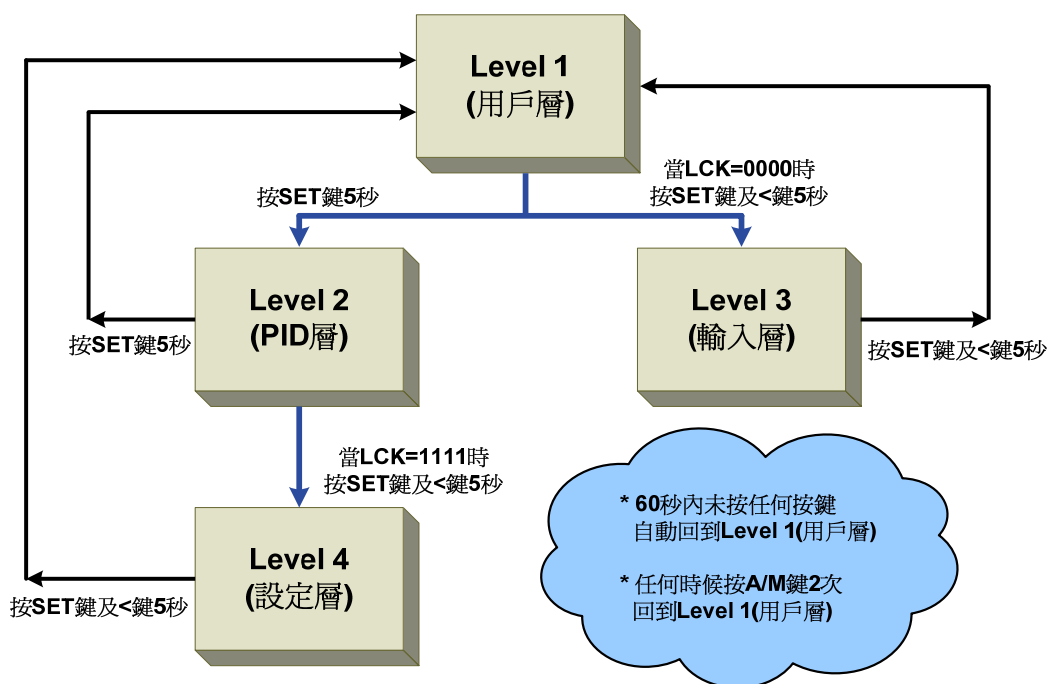 Level 1
(用戶層)
按SET鍵5秒
當LCK=0000時
按SET鍵及<鍵5秒
Level 2
(PID層)
Level 3
(輸入層)
按SET鍵5秒
按SET鍵及<鍵5秒
當LCK=1111時
按SET鍵及<鍵5秒
Level 4
(設定層)
按SET鍵及<鍵5秒
* 60秒內未按任何按鍵
自動回到Level 1(用戶層)
* 任何時候按A/M鍵2次
回到Level 1(用戶層)